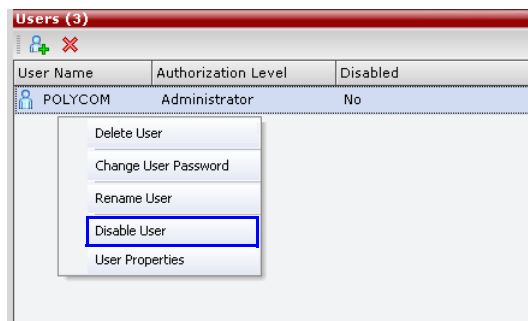 Users (3)
User Name Authorization Level Disabled
POLYCOM Administrator No
Delete User
Change User Password
Rename User
Disable User
User Properties